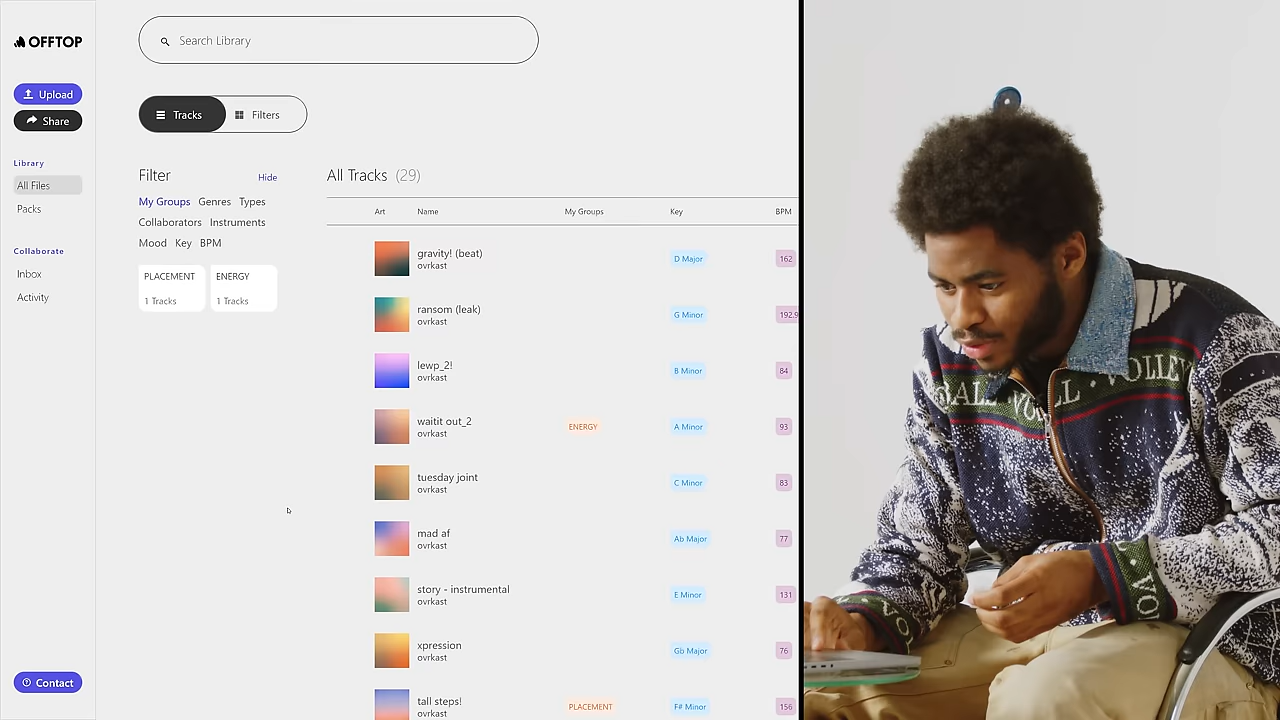 OFFTOP
Search Library
Upload
Share
Tracks
Filters
Library
All Files
Packs
Collaborate
Inbox
Activity
Contact
Filter
Hide
My Groups Genres Types
Collaborators Instruments
Mood Key BPM
PLACEMENT
1 Tracks
ENERGY
1 Tracks
All Tracks (29)
Art Name My Groups Key BPM
gravity! (beat)
ovrkast
D Major 162
ransom (leak)
ovrkast
G Minor 192.9
lewp_2!
ovrkast
B Minor 84
waitit out_2
ovrkast
ENERGY A Minor 93
tuesday joint
ovrkast
C Minor 83
mad af
ovrkast
Ab Major 77
story - instrumental
ovrkast
E Minor 131
xpression
ovrkast
Gb Major 76
tall steps!
ovrkast
PLACEMENT F# Minor 156
VOLLEY